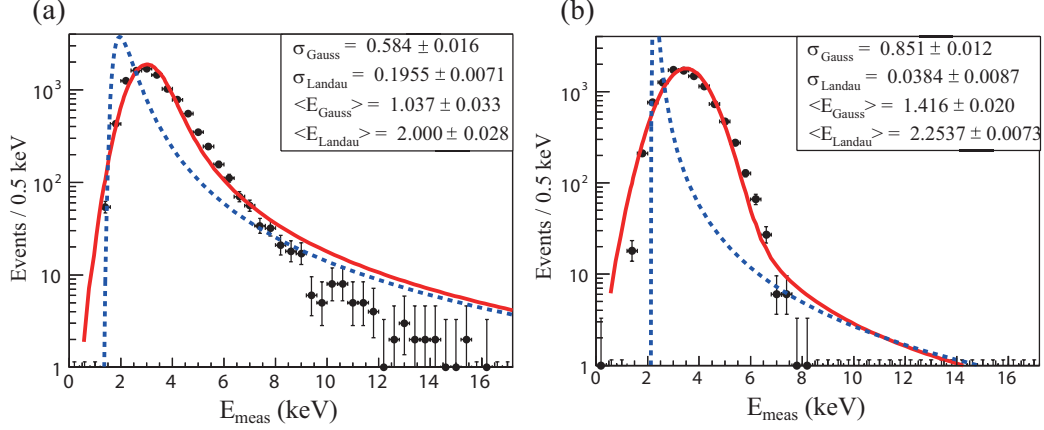 (a)
σGauss = 0.584 ± 0.016
σLandau = 0.1955 ± 0.0071
<EGauss> = 1.037 ± 0.033
<ELandau> = 2.000 ± 0.028
Events / 0.5 keV
10³
10²
10
1
0 2 4 6 8 10 12 14 16
Emeas (keV)
(b)
σGauss = 0.851 ± 0.012
σLandau = 0.0384 ± 0.0087
<EGauss> = 1.416 ± 0.020
<ELandau> = 2.2537 ± 0.0073
Events / 0.5 keV
10³
10²
10
1
0 2 4 6 8 10 12 14 16
Emeas (keV)